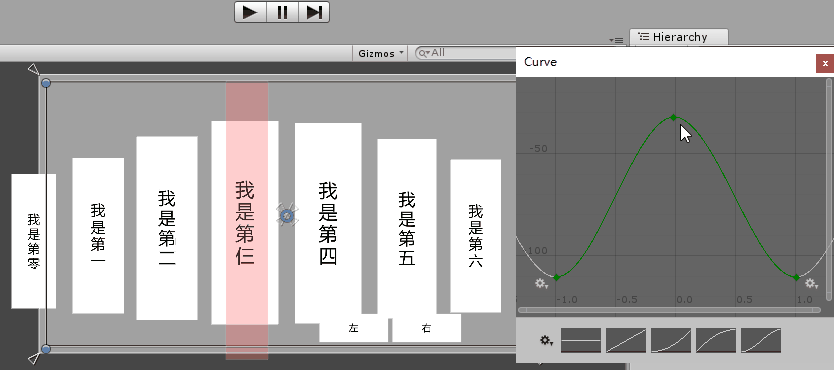 Hierarchy
Gizmos
All
Curve
x
-50
-100
-1.0
-0.5
0.0
0.5
1.0
我是第零
我是第一
我是第二
我是第仨
我是第四
我是第五
我是第六
左
右